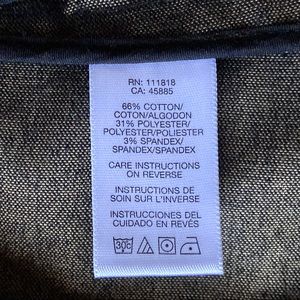 RN: 111818
CA: 45885
66% COTTON/
COTON/ALGODON
31% POLYESTER/
POLYESTER/POLIESTER
3% SPANDEX/
SPANDEX/SPANDEX
CARE INSTRUCTIONS
ON REVERSE
INSTRUCTIONS DE
SOIN SUR L'INVERSE
INSTRUCCIONES DEL
CUIDADO EN REVÉS
30°C